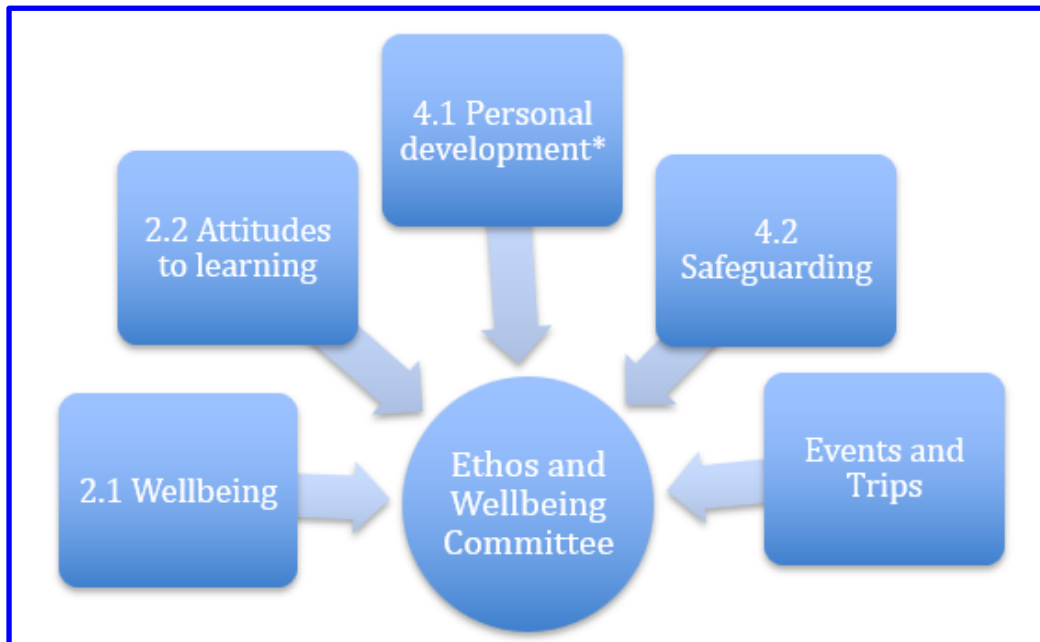 4.1 Personal
development*
2.2 Attitudes
to learning
4.2
Safeguarding
2.1 Wellbeing
Ethos and
Wellbeing
Committee
Events and
Trips